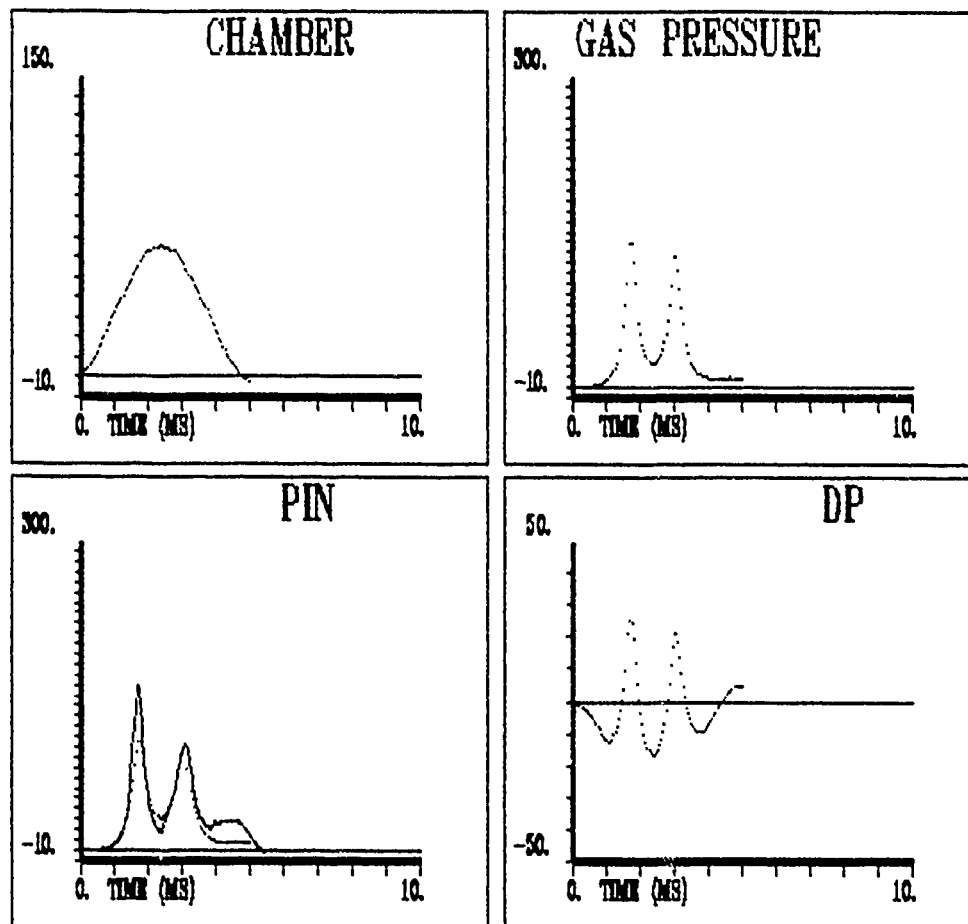 CHAMBER
150.
-10.
0. TIME (MS) 10.
GAS PRESSURE
300.
-10.
0. TIME (MS) 10.
PIN
300.
-10.
0. TIME (MS) 10.
DP
50.
-50.
0. TIME (MS) 10.